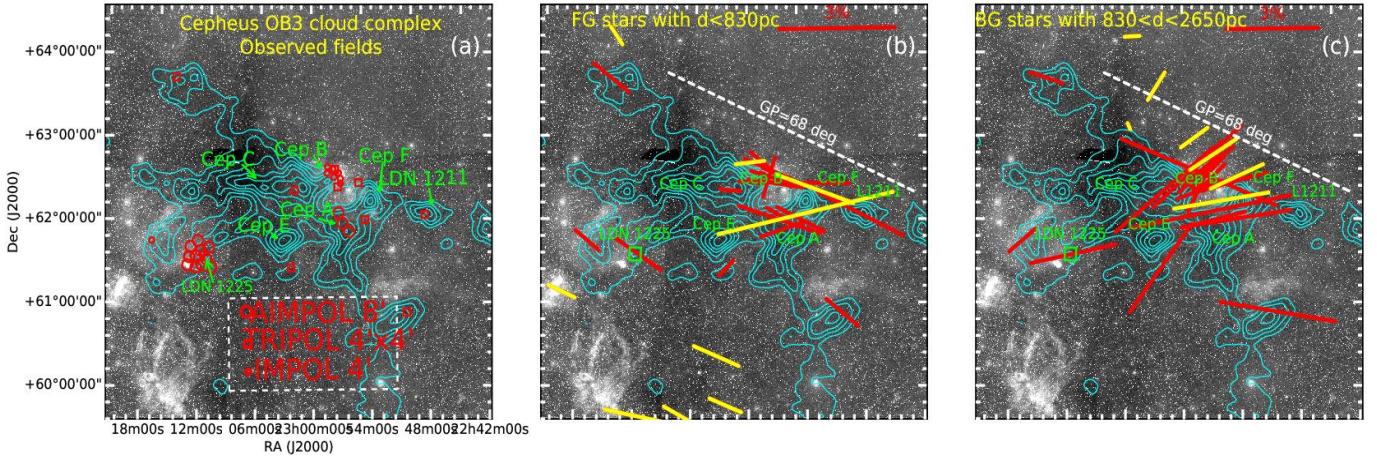 Cepheus OB3 cloud complex
Observed fields
(a)
+64°00'00"
+63°00'00"
+62°00'00"
+61°00'00"
+60°00'00"
Dec (J2000)
Cep B
Cep F
Cep C
LDN 1211
Cep A
Cep E
LDN 1225
AIMPOL 8'
TRIPOL 4'x4'
IMPOL 4'
18m00s 12m00s 06m00s 23h00m00s 54m00s 48m00s 22h42m00s
RA (J2000)
FG stars with d<830pc
3%
(b)
GP=68 deg
Cep C
Cep B
Cep F
L1211
Cep E
Cep A
LDN 1225
BG stars with 830<d<2650pc
3%
(c)
GP=68 deg
Cep C
Cep B
Cep F
L1211
Cep E
Cep A
LDN 1225